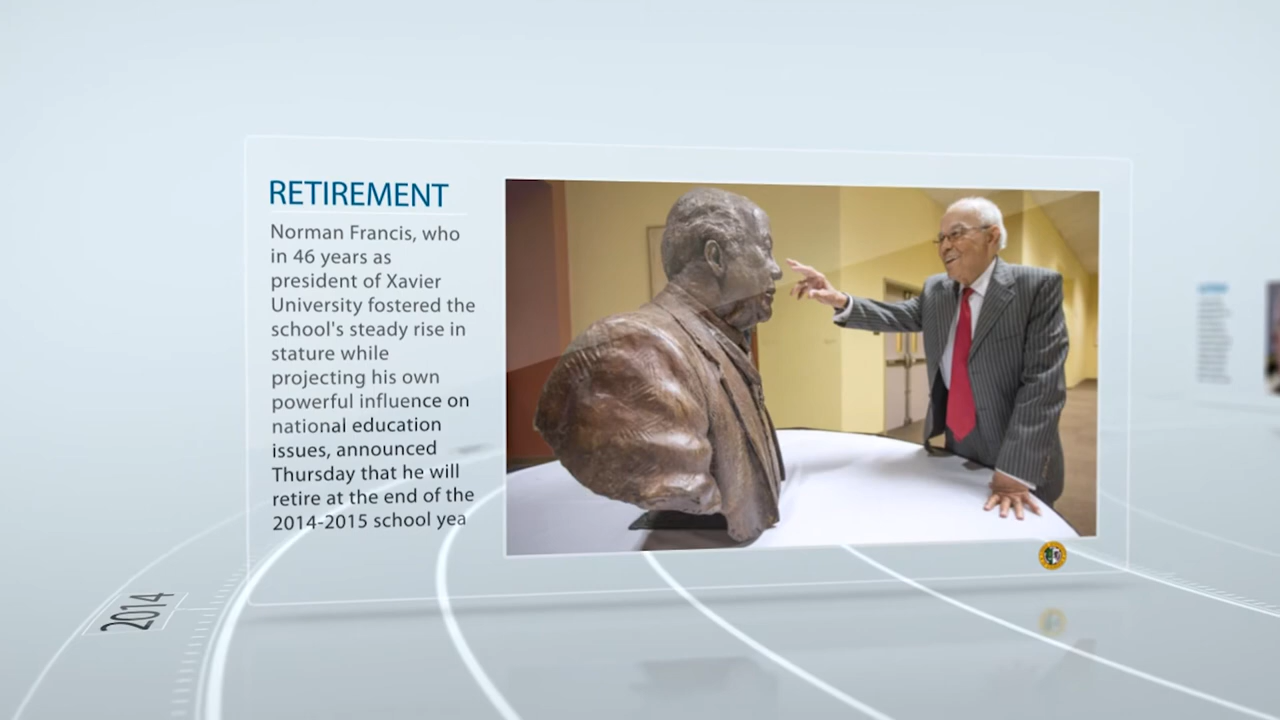 RETIREMENT
Norman Francis, who
in 46 years as
president of Xavier
University fostered the
school's steady rise in
stature while
projecting his own
powerful influence on
national education
issues, announced
Thursday that he will
retire at the end of the
2014-2015 school yea
2014